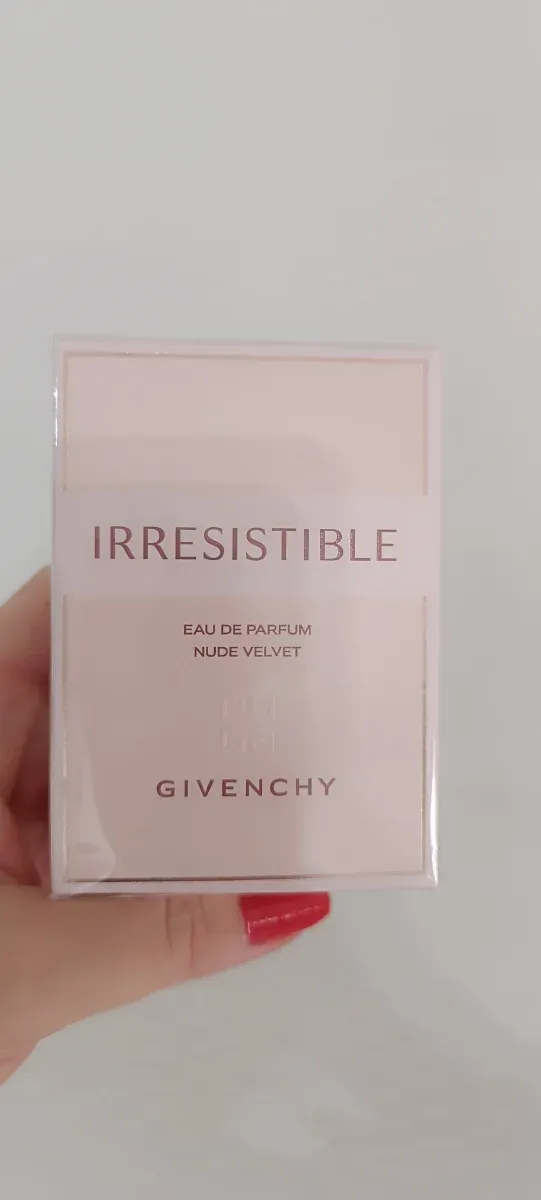 IRRESISTIBLE
EAU DE PARFUM
NUDE VELVET
GIVENCHY